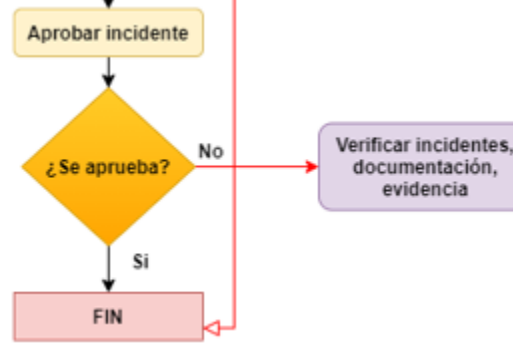 Aprobar incidente
¿Se aprueba?
No
Verificar incidentes,
documentación,
evidencia
Si
FIN